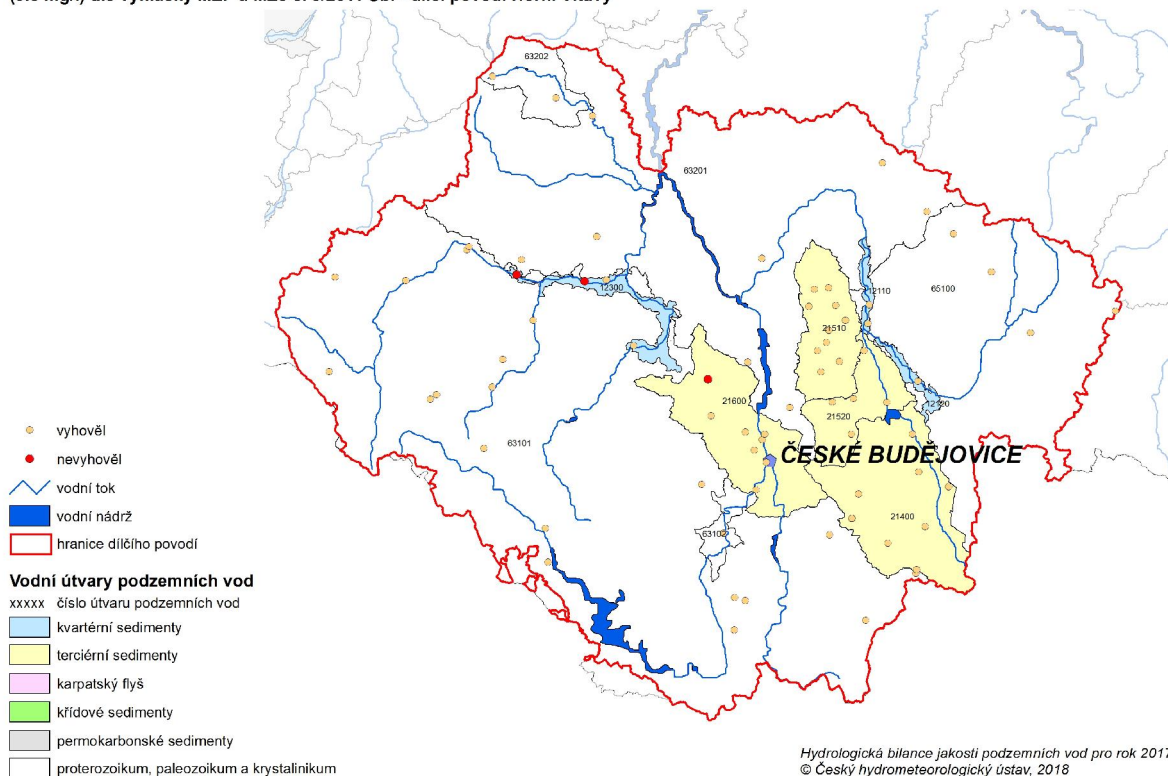 63202
63201
12110
65100
12300
21510
21600
21520
12120
ČESKÉ BUDĚJOVICE
63101
21400
63102
vyhověl
nevyhověl
vodní tok
vodní nádrž
hranice dílčího povodí
Vodní útvary podzemních vod
xxxxx číslo útvaru podzemních vod
kvartérní sedimenty
terciérní sedimenty
karpatský flyš
křídové sedimenty
permokarbonské sedimenty
proterozoikum, paleozoikum a krystalinikum
Hydrologická bilance jakosti podzemních vod pro rok 2017
© Český hydrometeorologický ústav, 2018